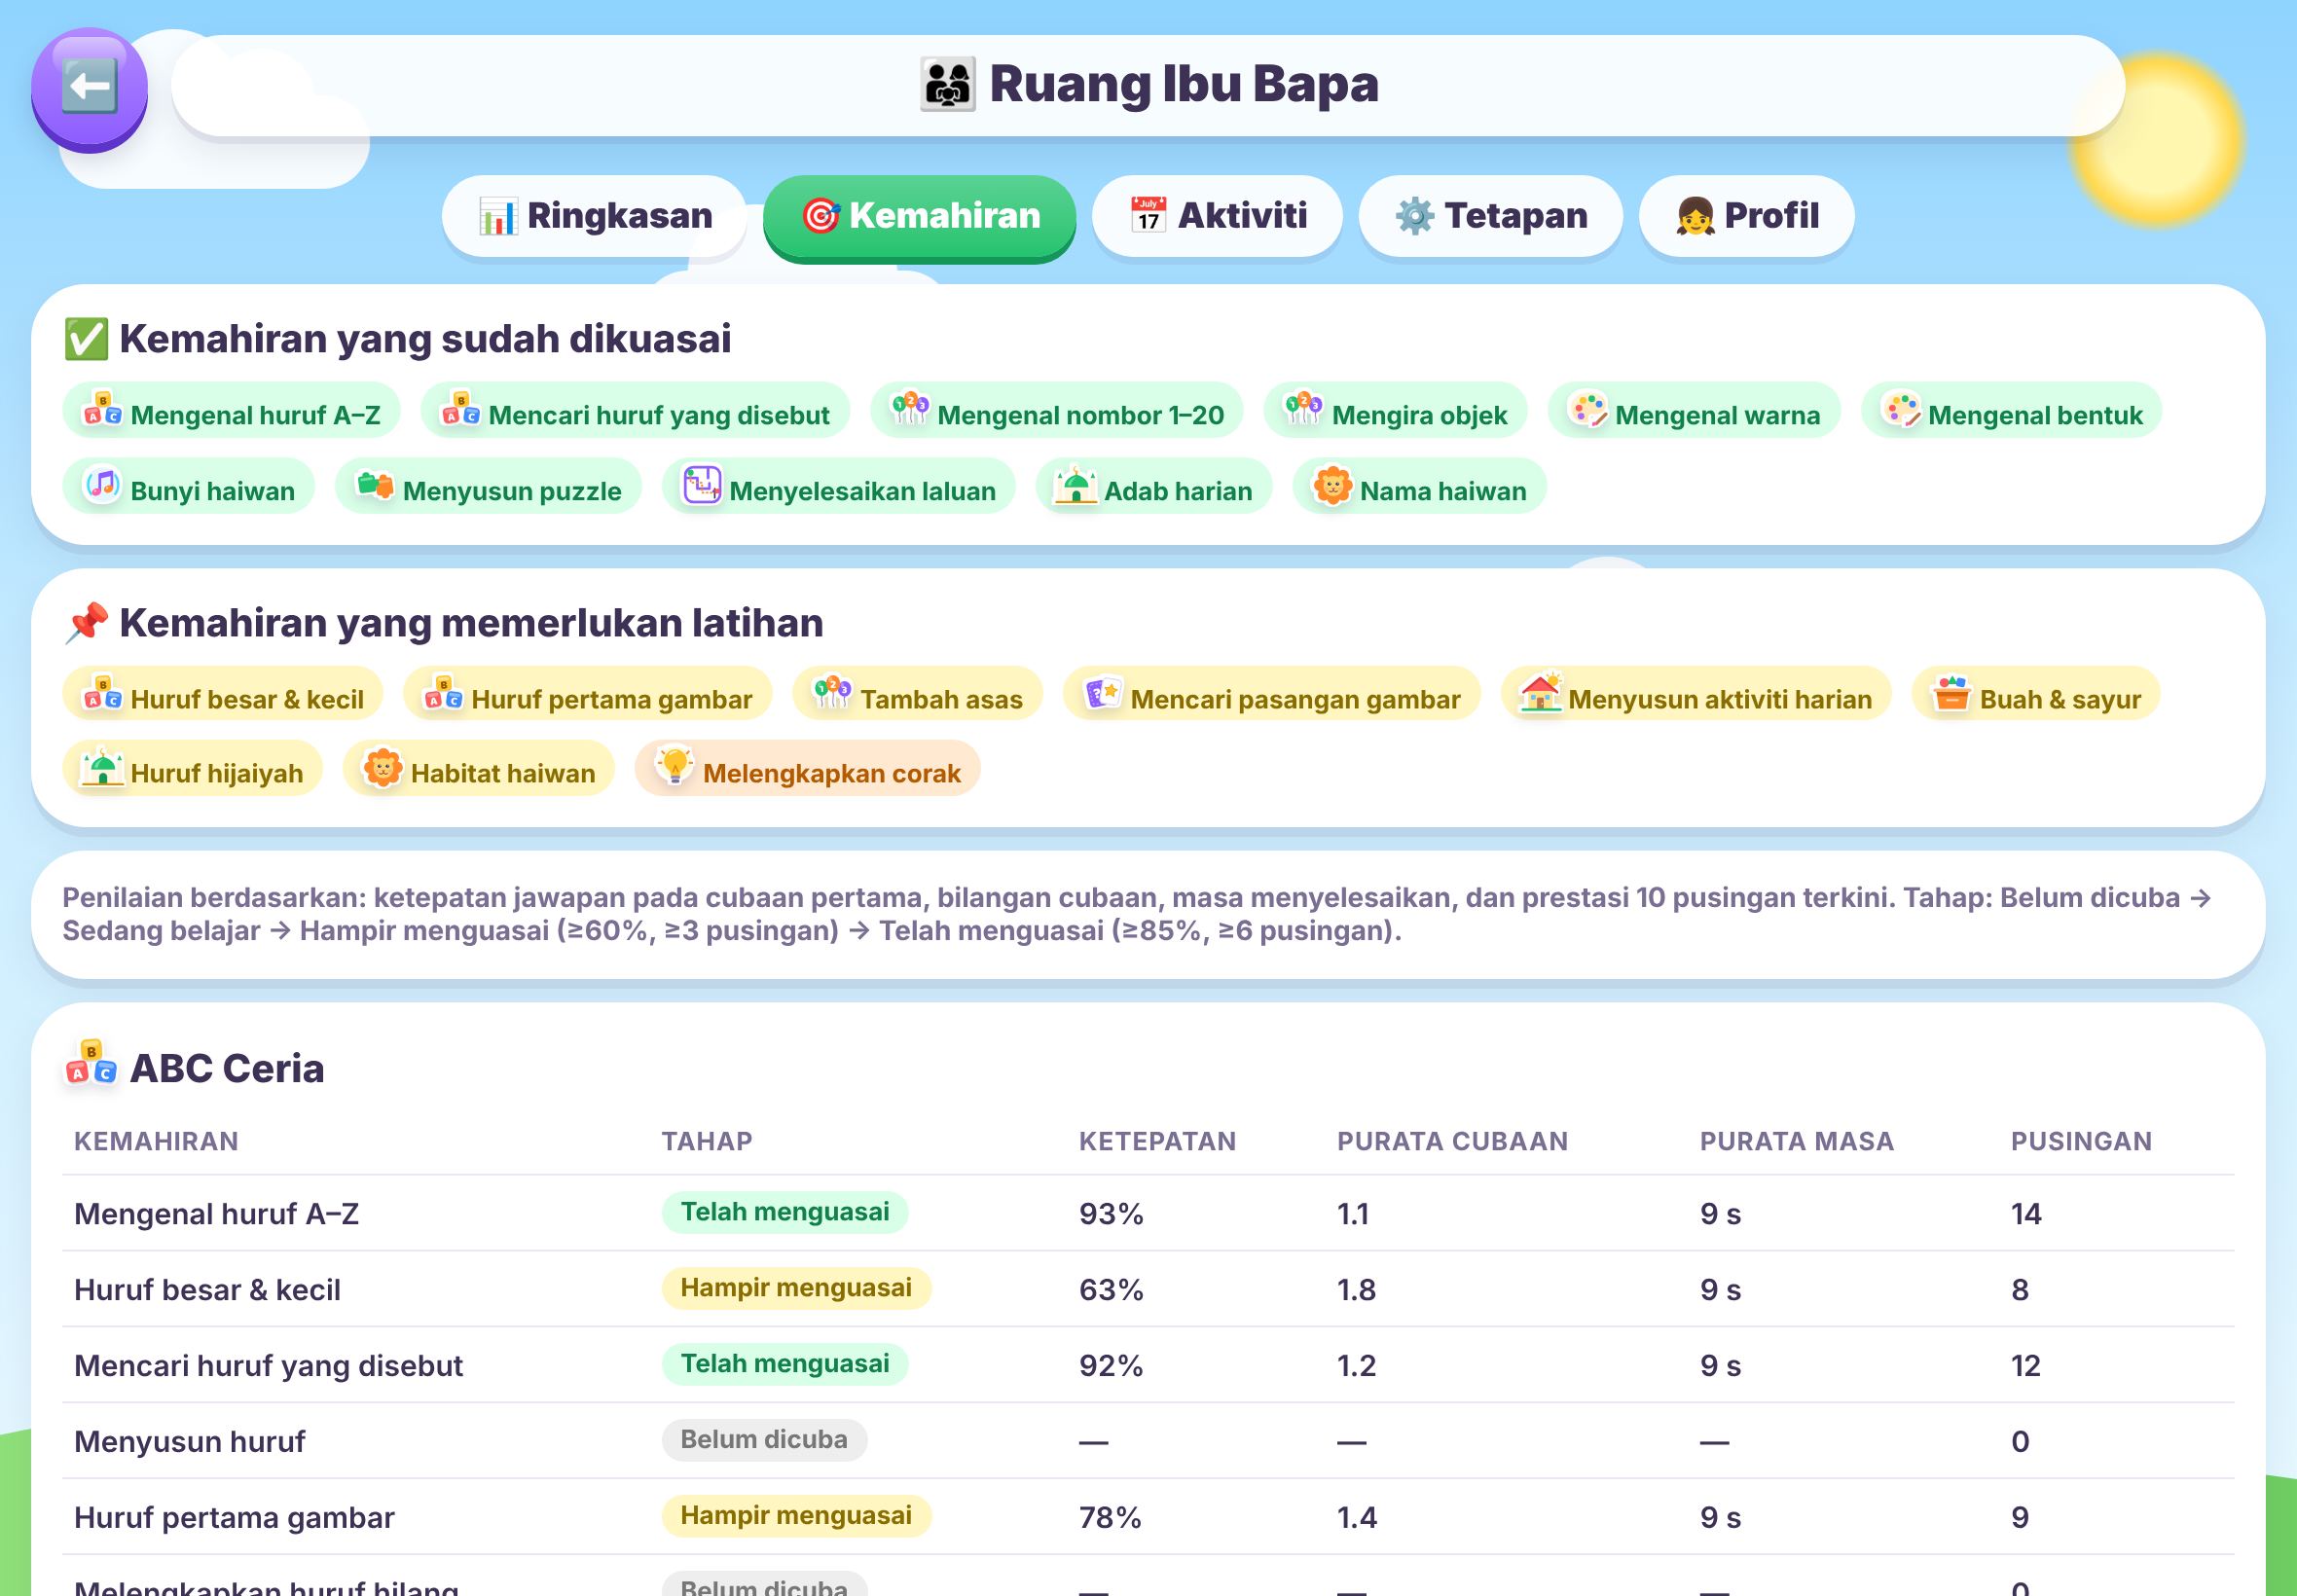 Ruang Ibu Bapa
Ringkasan
Kemahiran
Aktiviti
Tetapan
Profil
Kemahiran yang sudah dikuasai
Mengenal huruf A–Z
Mencari huruf yang disebut
Mengenal nombor 1–20
Mengira objek
Mengenal warna
Mengenal bentuk
Bunyi haiwan
Menyusun puzzle
Menyelesaikan laluan
Adab harian
Nama haiwan
Kemahiran yang memerlukan latihan
Huruf besar & kecil
Huruf pertama gambar
Tambah asas
Mencari pasangan gambar
Menyusun aktiviti harian
Buah & sayur
Huruf hijaiyah
Habitat haiwan
Melengkapkan corak
Penilaian berdasarkan: ketepatan jawapan pada cubaan pertama, bilangan cubaan, masa menyelesaikan, dan prestasi 10 pusingan terkini. Tahap: Belum dicuba →
Sedang belajar → Hampir menguasai (≥60%, ≥3 pusingan) → Telah menguasai (≥85%, ≥6 pusingan).
ABC Ceria
KEMAHIRAN TAHAP KETEPATAN PURATA CUBAAN PURATA MASA PUSINGAN
Mengenal huruf A–Z Telah menguasai 93% 1.1 9 s 14
Huruf besar & kecil Hampir menguasai 63% 1.8 9 s 8
Mencari huruf yang disebut Telah menguasai 92% 1.2 9 s 12
Menyusun huruf Belum dicuba — — — 0
Huruf pertama gambar Hampir menguasai 78% 1.4 9 s 9
Melengkapkan huruf hilang Belum dicuba — — — 0